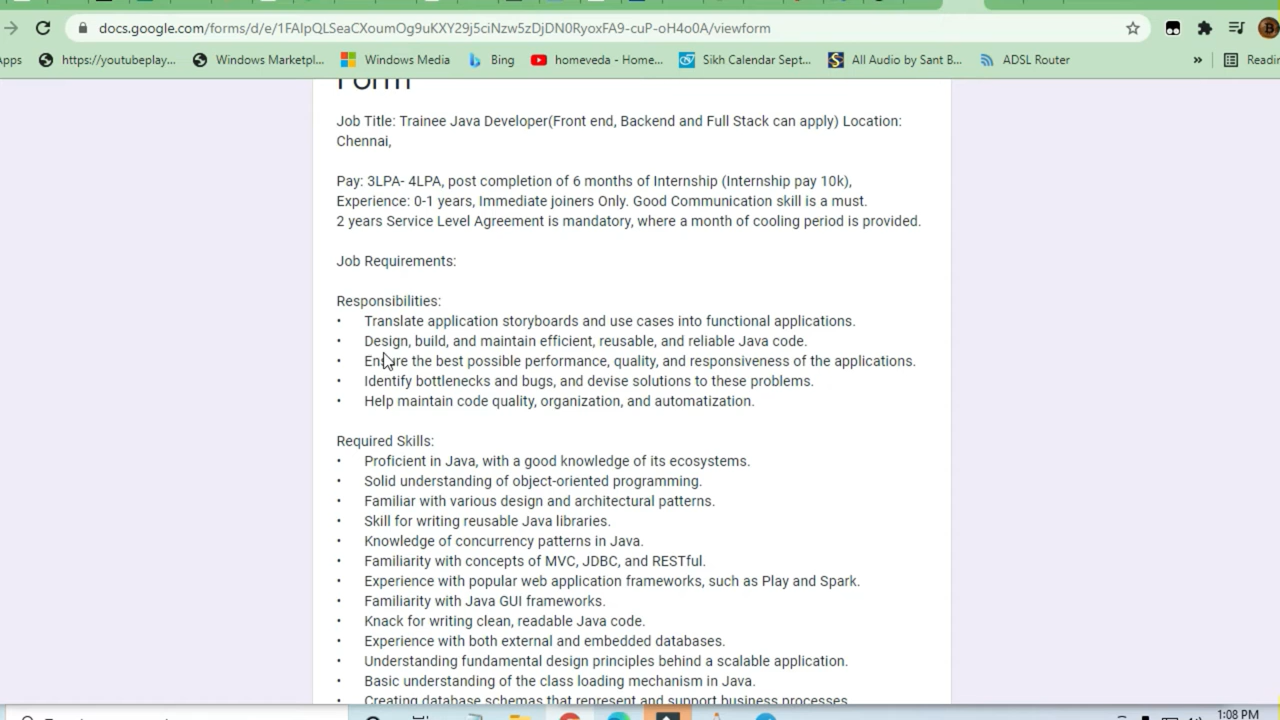 docs.google.com/forms/d/e/1FAIpQLSeaCXoumOg9uKXY29j5ciNzw5zDjDN0RyoxFA9-cuP-oH4o0A/viewform
Apps https://youtubeplay... Windows Marketpl... Windows Media Bing homeveda - Home... Sikh Calendar Sept... All Audio by Sant B... ADSL Router »
Form
Job Title: Trainee Java Developer(Front end, Backend and Full Stack can apply) Location:
Chennai,
Pay: 3LPA- 4LPA, post completion of 6 months of Internship (Internship pay 10k),
Experience: 0-1 years, Immediate joiners Only. Good Communication skill is a must.
2 years Service Level Agreement is mandatory, where a month of cooling period is provided.
Job Requirements:
Responsibilities:
• Translate application storyboards and use cases into functional applications.
• Design, build, and maintain efficient, reusable, and reliable Java code.
• Ensure the best possible performance, quality, and responsiveness of the applications.
• Identify bottlenecks and bugs, and devise solutions to these problems.
• Help maintain code quality, organization, and automatization.
Required Skills:
• Proficient in Java, with a good knowledge of its ecosystems.
• Solid understanding of object-oriented programming.
• Familiar with various design and architectural patterns.
• Skill for writing reusable Java libraries.
• Knowledge of concurrency patterns in Java.
• Familiarity with concepts of MVC, JDBC, and RESTful.
• Experience with popular web application frameworks, such as Play and Spark.
• Familiarity with Java GUI frameworks.
• Knack for writing clean, readable Java code.
• Experience with both external and embedded databases.
• Understanding fundamental design principles behind a scalable application.
• Basic understanding of the class loading mechanism in Java.
• Creating database schemas that represent and support business processes.
1:08 PM